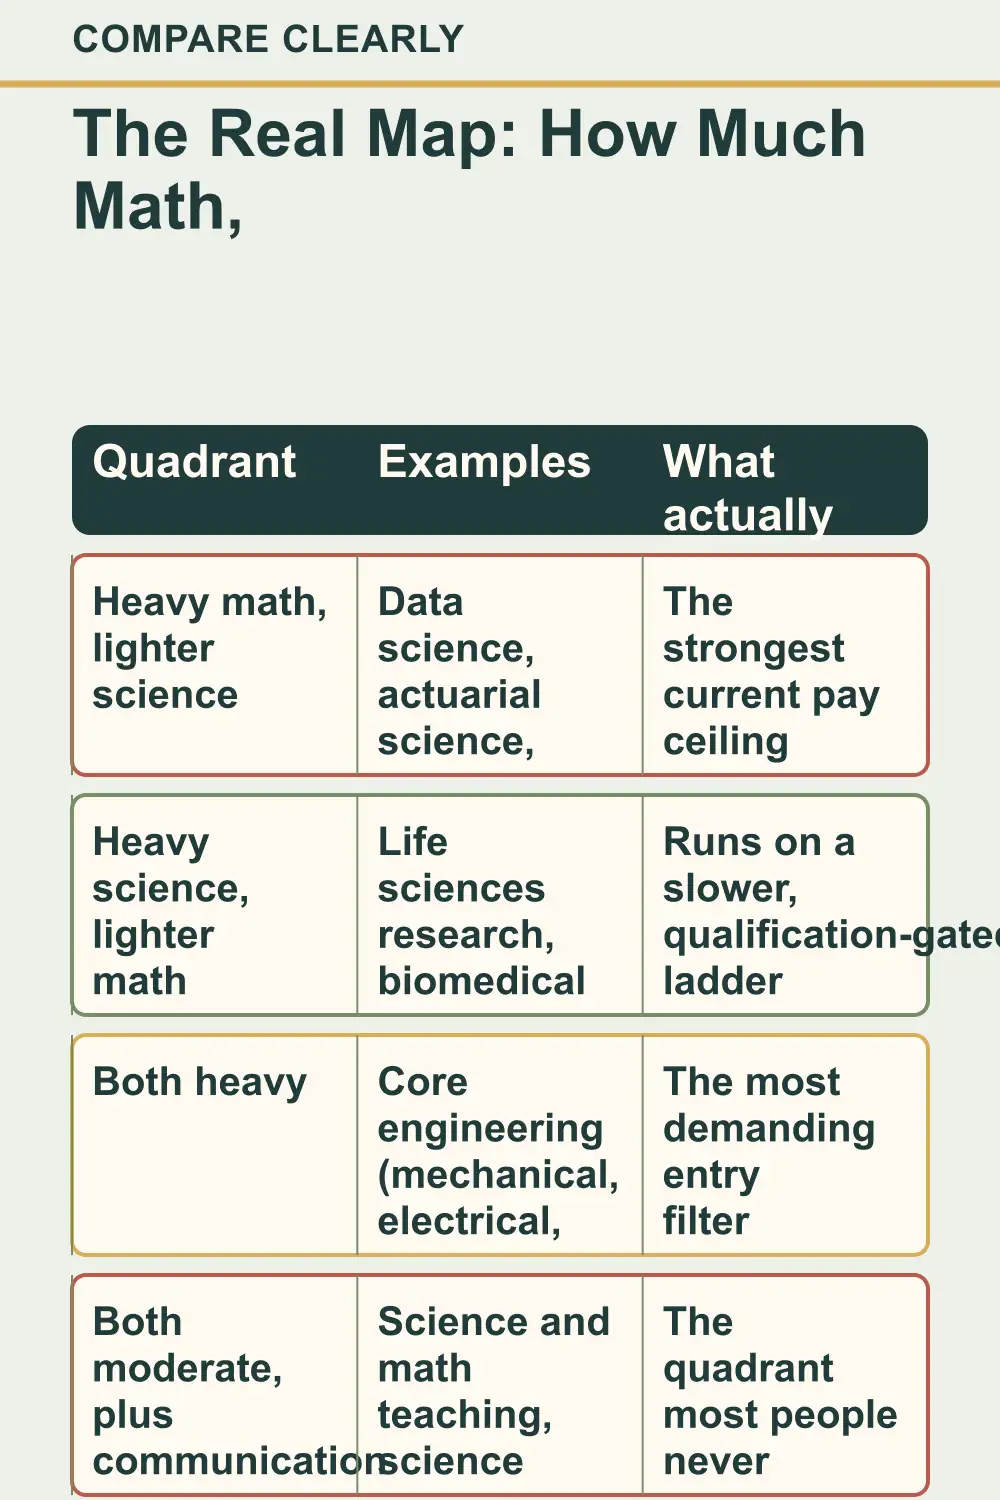 COMPARE CLEARLY
The Real Map: How Much
Math,
Quadrant
Examples
What
actually
Heavy math,
lighter
science
Data
science,
actuarial
science,
The
strongest
current pay
ceiling
Heavy
science,
lighter
math
Life
sciences
research,
biomedical
Runs on a
slower,
qualification-gated
ladder
Both heavy
Core
engineering
(mechanical,
electrical,
The most
demanding
entry
filter
Both
moderate,
plus
communication
Science and
math
teaching,
science
The
quadrant
most people
never